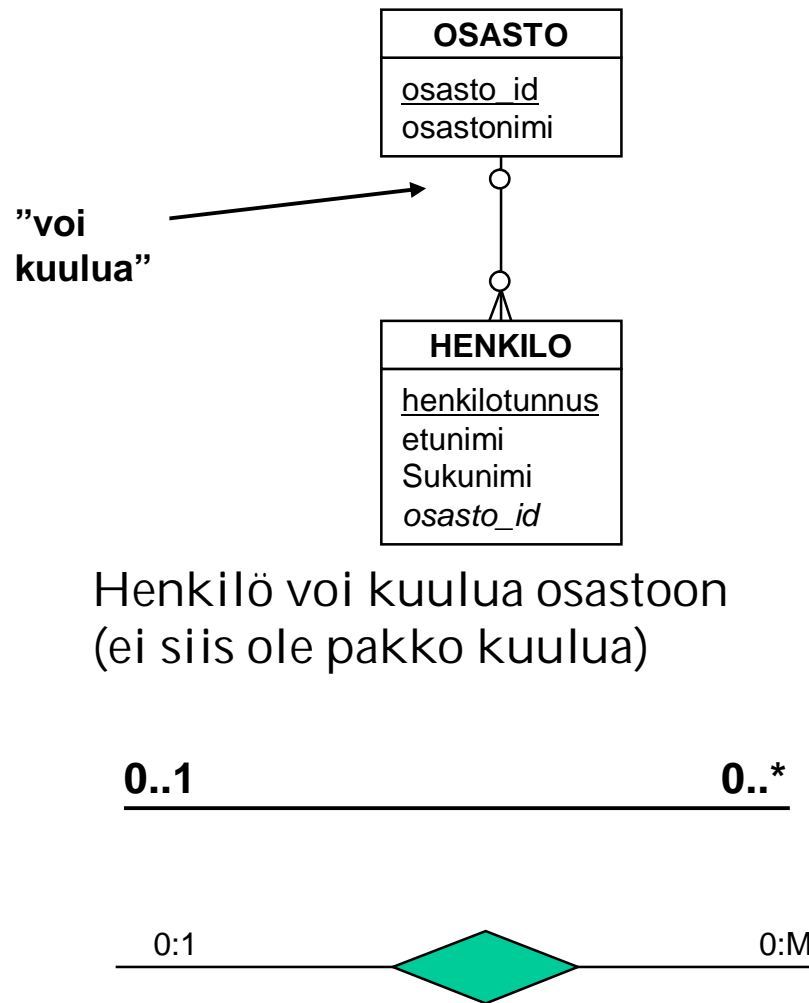 OSASTO
osasto_id
osastonimi
”voi
kuulua”
HENKILO
henkilotunnus
etunimi
Sukunimi
osasto_id
Henkilö voi kuulua osastoon
(ei siis ole pakko kuulua)
0..1 0..*
0:1 0:M